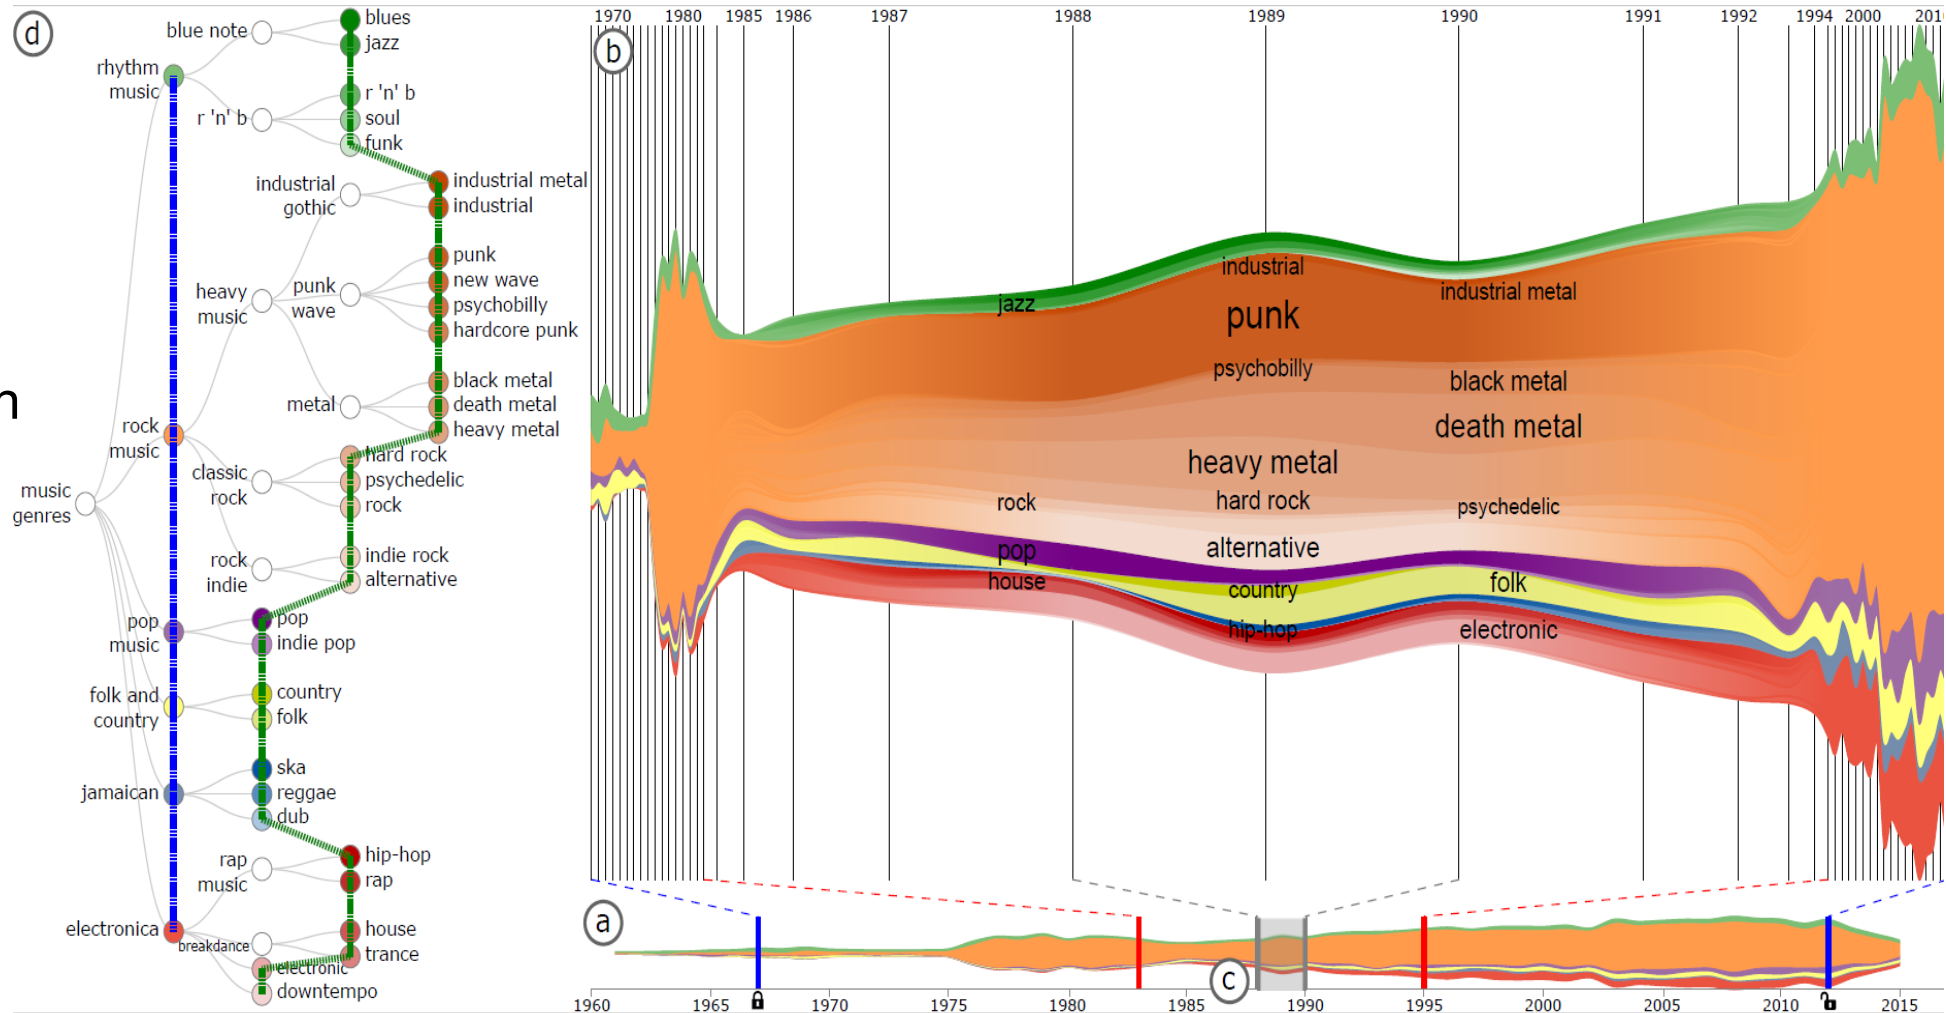 d
blue note
blues
jazz
rhythm
music
r 'n' b
r 'n' b
soul
funk
industrial
gothic
industrial metal
industrial
heavy
music
punk
wave
punk
new wave
psychobilly
hardcore punk
metal
black metal
death metal
heavy metal
n
rock
music
classic
rock
hard rock
psychedelic
rock
music
genres
rock
indie
indie rock
alternative
pop
music
pop
indie pop
folk and
country
country
folk
jamaican
ska
reggae
dub
rap
music
hip-hop
rap
electronica
breakdance
house
trance
electronic
downtempo
1970 1980 1985 1986 1987 1988 1989 1990 1991 1992 1994 2000
b
industrial
jazz
industrial metal
punk
psychobilly
black metal
death metal
heavy metal
rock
hard rock
psychedelic
pop
alternative
house
country
folk
hip-hop
electronic
a
c
1960 1965 1970 1975 1980 1985 1990 1995 2000 2005 2010 2015